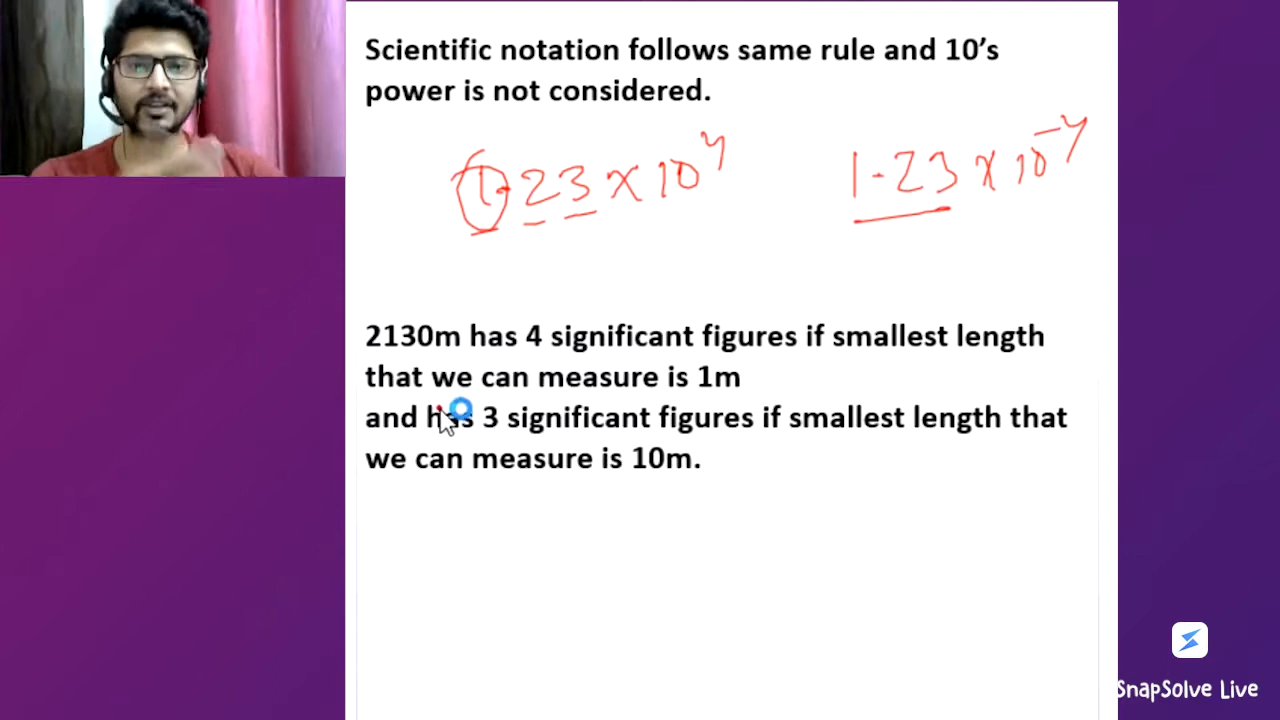 Scientific notation follows same rule and 10's
power is not considered.
1.23 x 10^4 1.23 x 10^-4
2130m has 4 significant figures if smallest length
that we can measure is 1m
and has 3 significant figures if smallest length that
we can measure is 10m.
SnapSolve Live